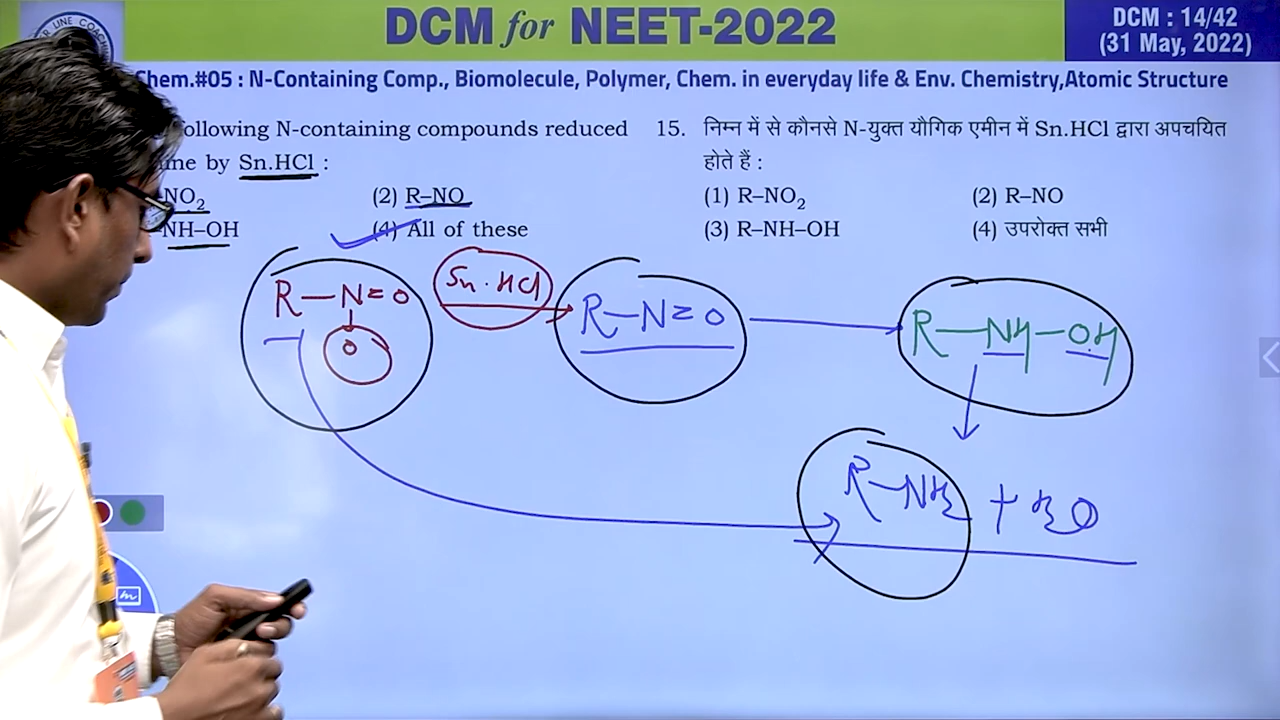 DCM for NEET-2022
DCM : 14/42
(31 May, 2022)
Chem.#05 : N-Containing Comp., Biomolecule, Polymer, Chem. in everyday life & Env. Chemistry,Atomic Structure
ollowing N-containing compounds reduced
ine by Sn.HCl :
NO₂ (2) R–NO
NH–OH (4) All of these
15. निम्न में से कौनसे N-युक्त यौगिक एमीन में Sn.HCl द्वारा अपचयित
होते हैं :
(1) R–NO₂ (2) R–NO
(3) R–NH–OH (4) उपरोक्त सभी
R—N=O
O
Sn.HCl
R—N=O
R—NH—OH
R—NH₂ + H₂O